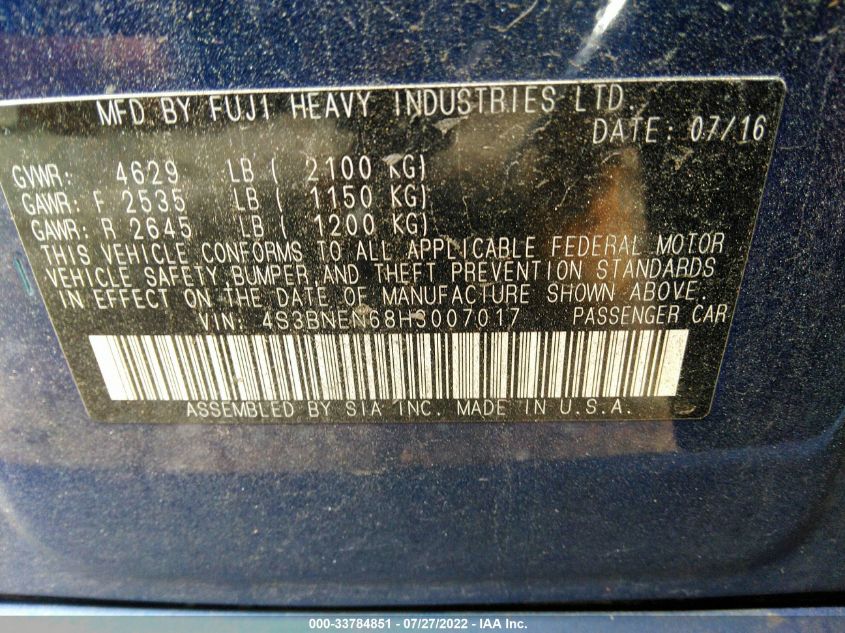 MFD BY FUJI HEAVY INDUSTRIES LTD.
DATE: 07/16
GVWR: 4629 LB ( 2100 KG)
GAWR: F 2535 LB ( 1150 KG)
GAWR: R 2645 LB ( 1200 KG)
THIS VEHICLE CONFORMS TO ALL APPLICABLE FEDERAL MOTOR
VEHICLE SAFETY BUMPER AND THEFT PREVENTION STANDARDS
IN EFFECT ON THE DATE OF MANUFACTURE SHOWN ABOVE.
VIN: 4S3BNEN68H3007017 PASSENGER CAR
ASSEMBLED BY SIA INC. MADE IN U.S.A.
000-33784851 / 07/27/2022 - IAA Inc.